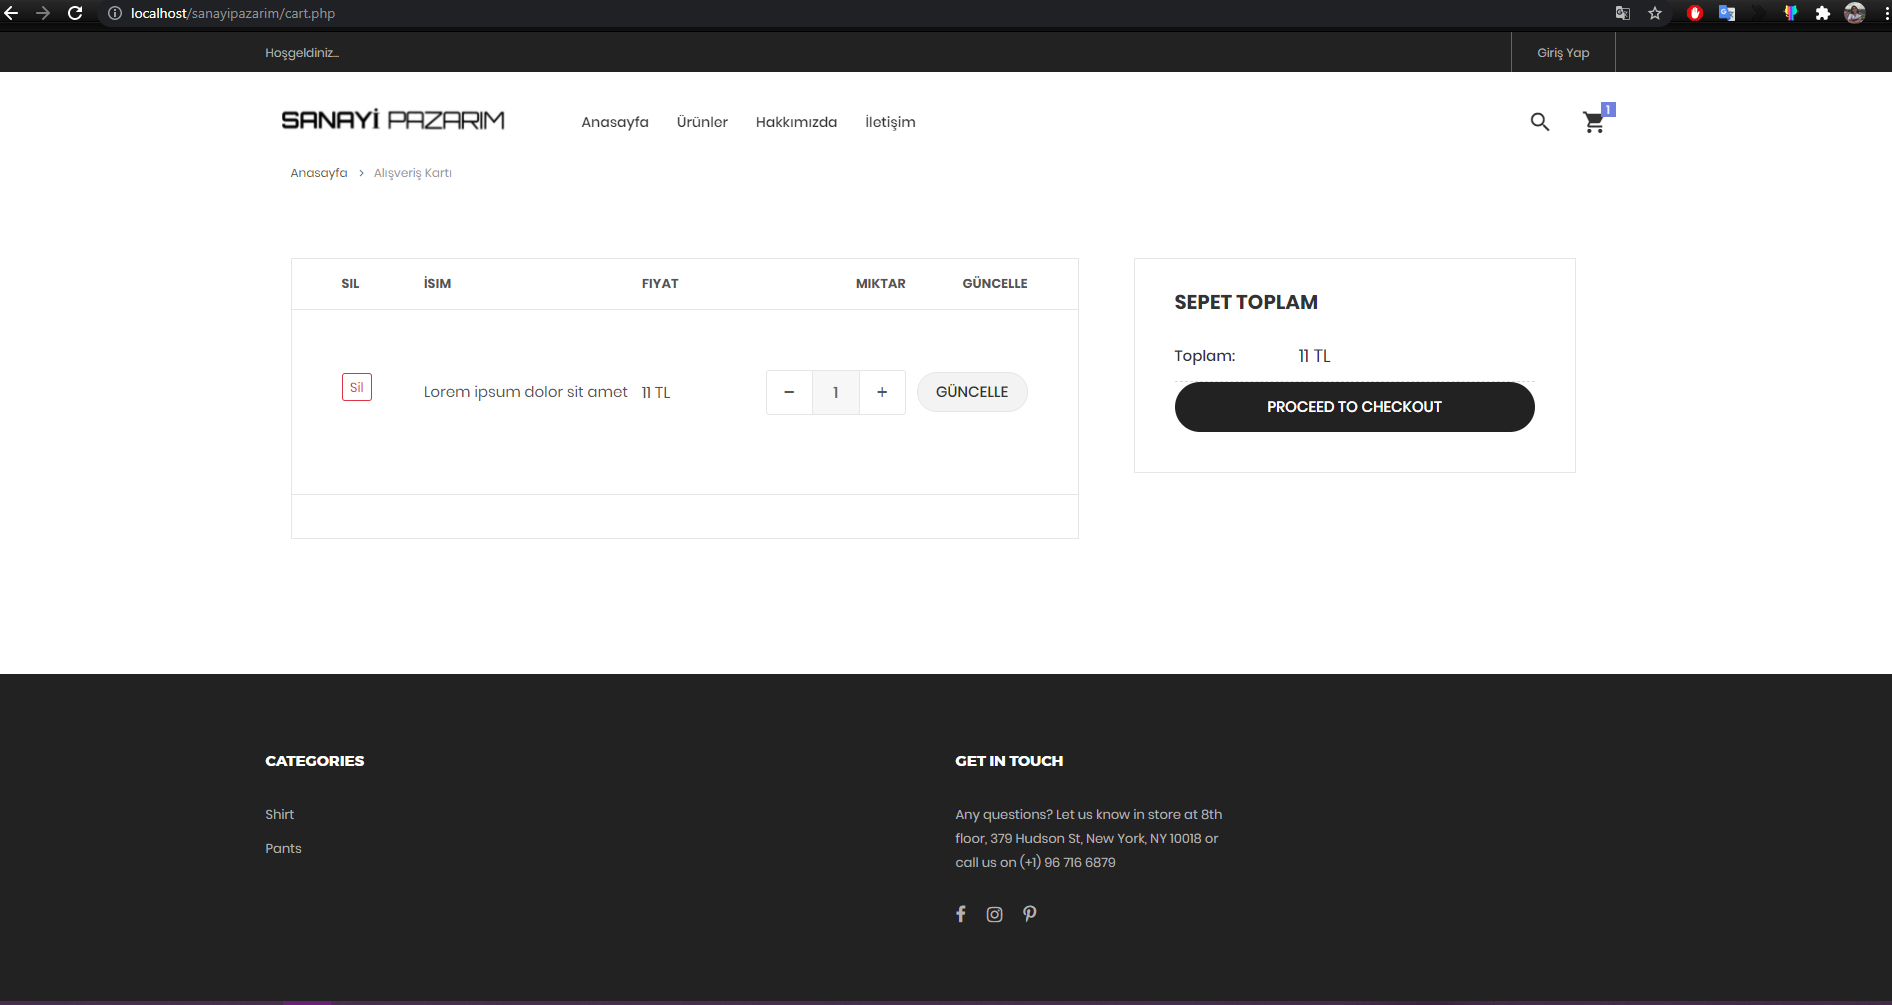 localhost/sanayipazarim/cart.php
Hoşgeldiniz...
Giriş Yap
SANAYİ PAZARIM
Anasayfa Ürünler Hakkımızda İletişim
1
Anasayfa > Alışveriş Kartı
SIL İSIM FIYAT MIKTAR GÜNCELLE
Sil Lorem ipsum dolor sit amet 11 TL − 1 + GÜNCELLE
SEPET TOPLAM
Toplam: 11 TL
PROCEED TO CHECKOUT
CATEGORIES
Shirt
Pants
GET IN TOUCH
Any questions? Let us know in store at 8th
floor, 379 Hudson St, New York, NY 10018 or
call us on (+1) 96 716 6879